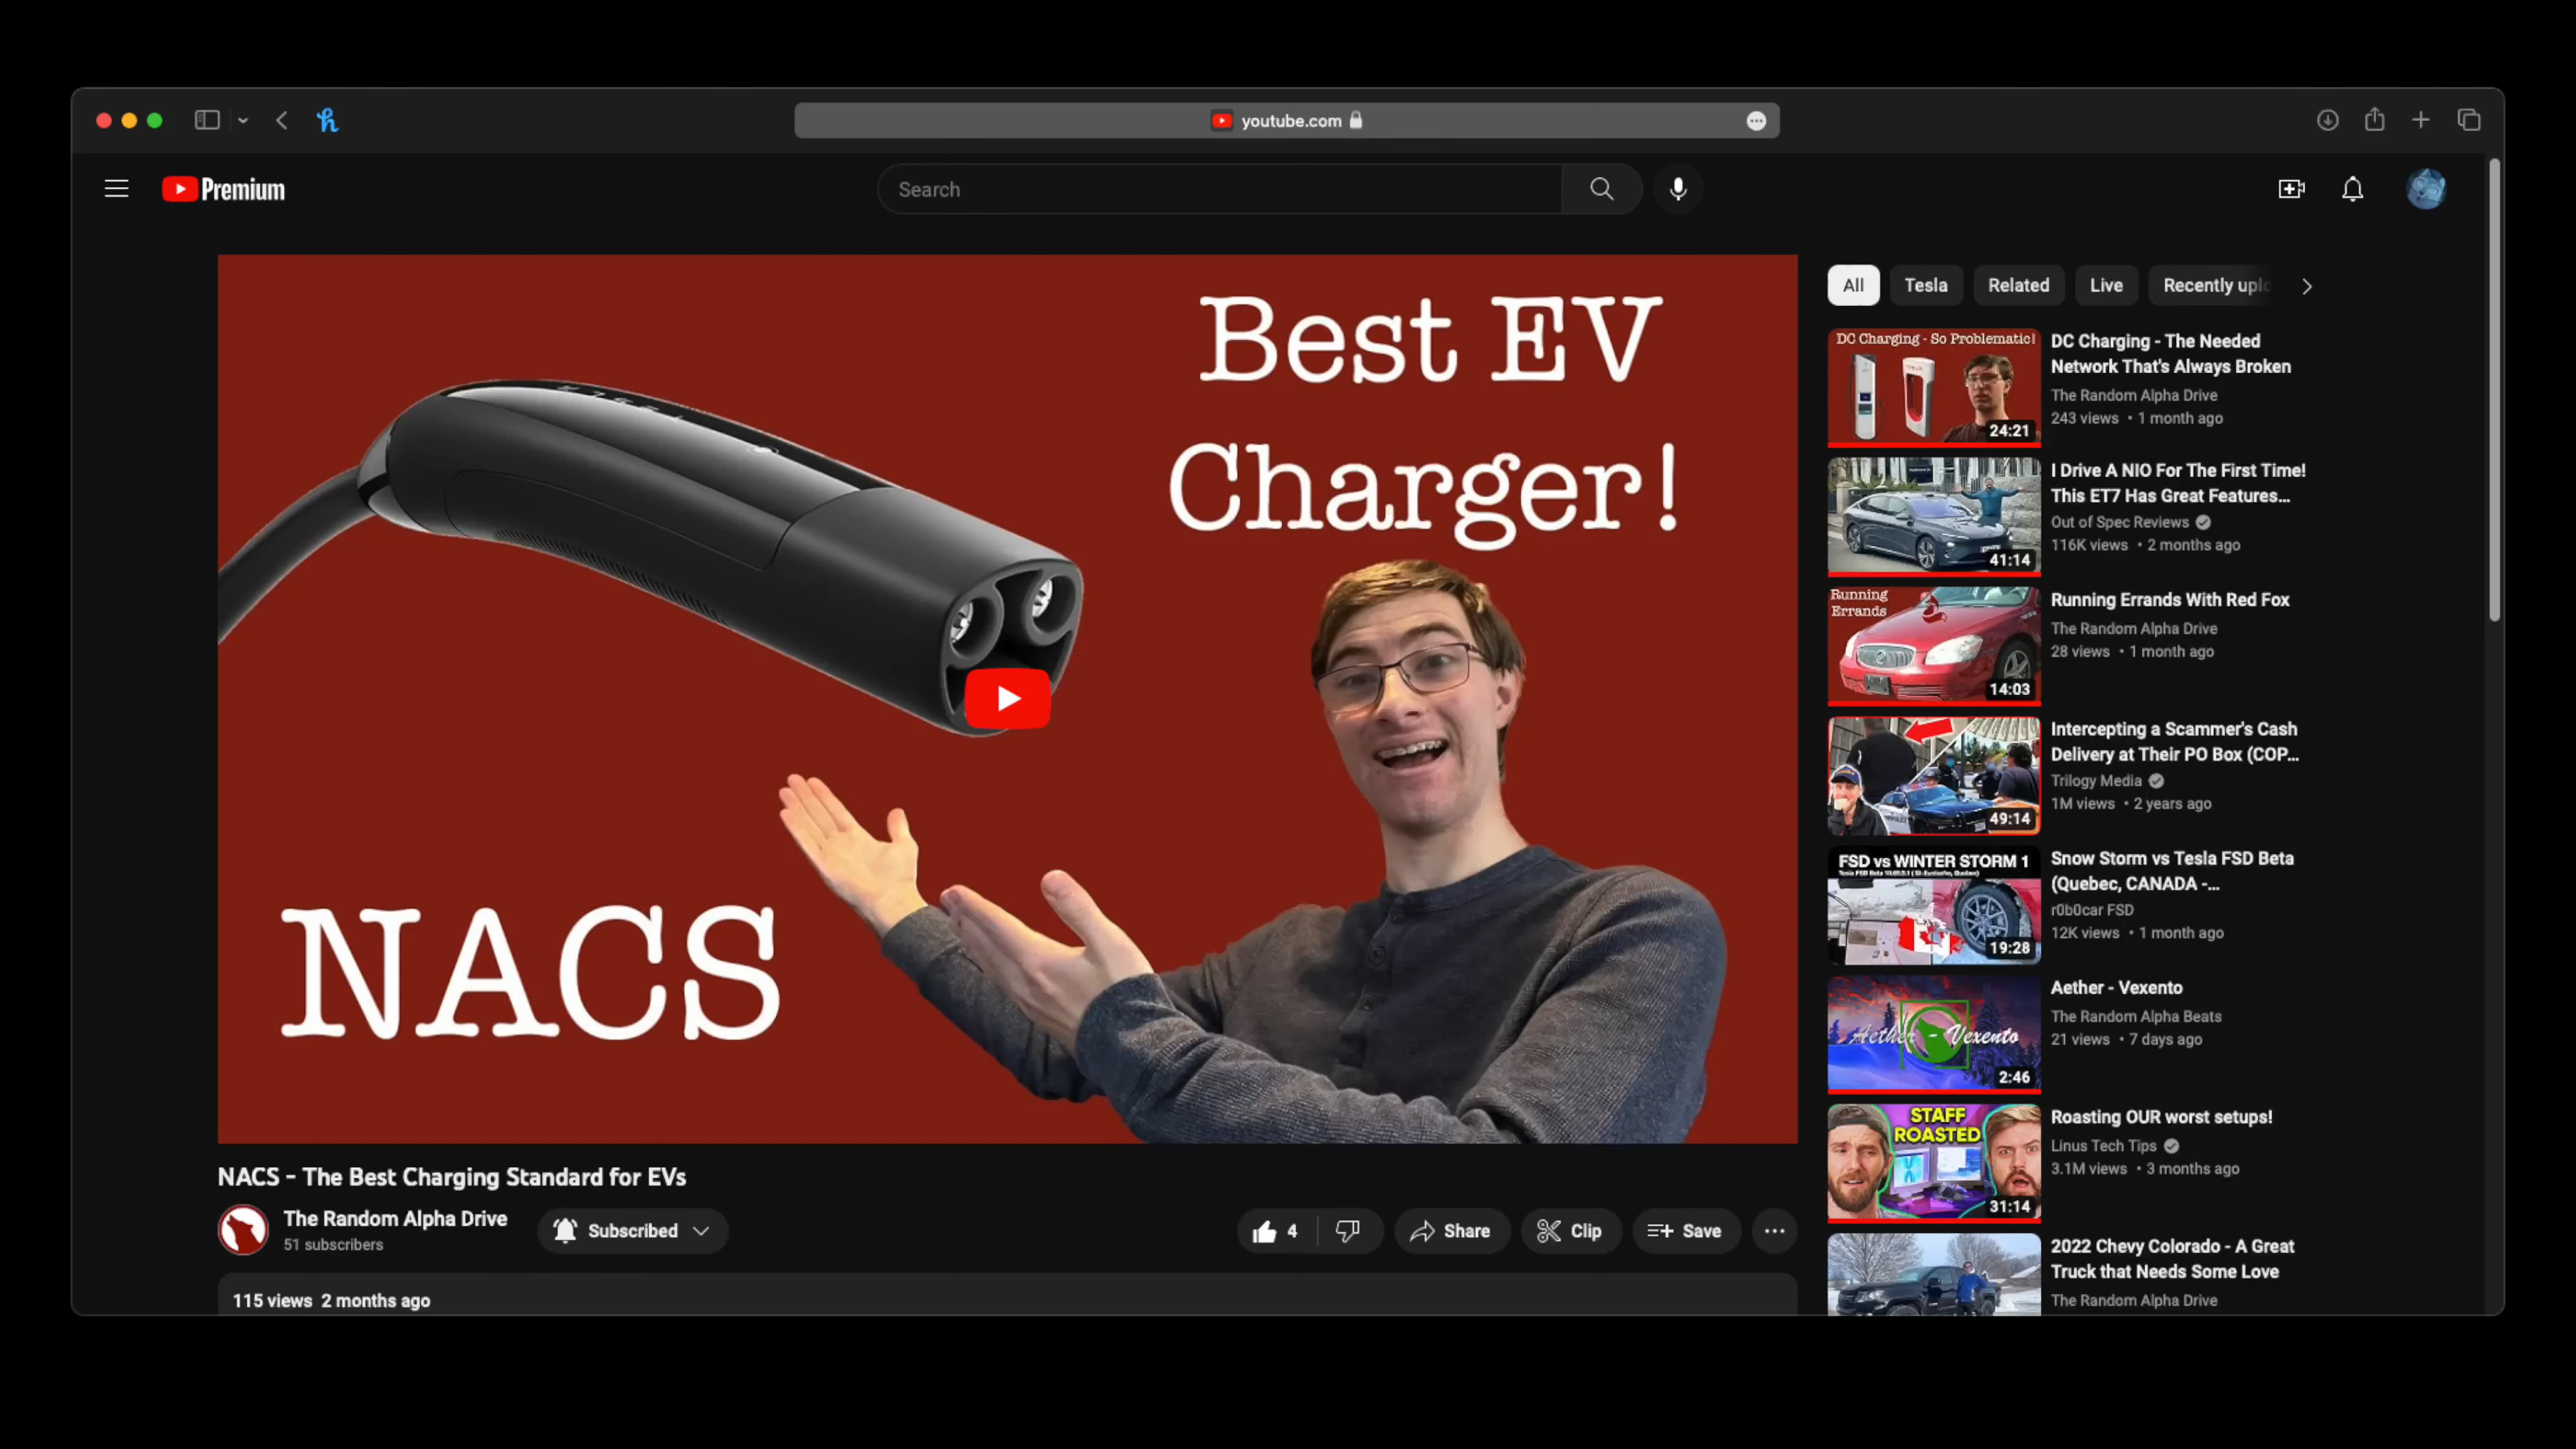 youtube.com
Premium
Search
Best EV
Charger!
NACS
NACS - The Best Charging Standard for EVs
The Random Alpha Drive
51 subscribers
Subscribed
4
Share
Clip
Save
115 views 2 months ago
All
Tesla
Related
Live
Recently uplo
DC Charging - So Problematic!
24:21
DC Charging - The Needed
Network That's Always Broken
The Random Alpha Drive
243 views • 1 month ago
41:14
I Drive A NIO For The First Time!
This ET7 Has Great Features...
Out of Spec Reviews
116K views • 2 months ago
Running
Errands
14:03
Running Errands With Red Fox
The Random Alpha Drive
28 views • 1 month ago
49:14
Intercepting a Scammer's Cash
Delivery at Their PO Box (COP...
Trilogy Media
1M views • 2 years ago
FSD vs WINTER STORM 1
19:28
Snow Storm vs Tesla FSD Beta
(Quebec, CANADA -...
r0b0car FSD
12K views • 1 month ago
Aether - Vexento
2:46
Aether - Vexento
The Random Alpha Beats
21 views • 7 days ago
STAFF
ROASTED
31:14
Roasting OUR worst setups!
Linus Tech Tips
3.1M views • 3 months ago
2022 Chevy Colorado - A Great
Truck that Needs Some Love
The Random Alpha Drive